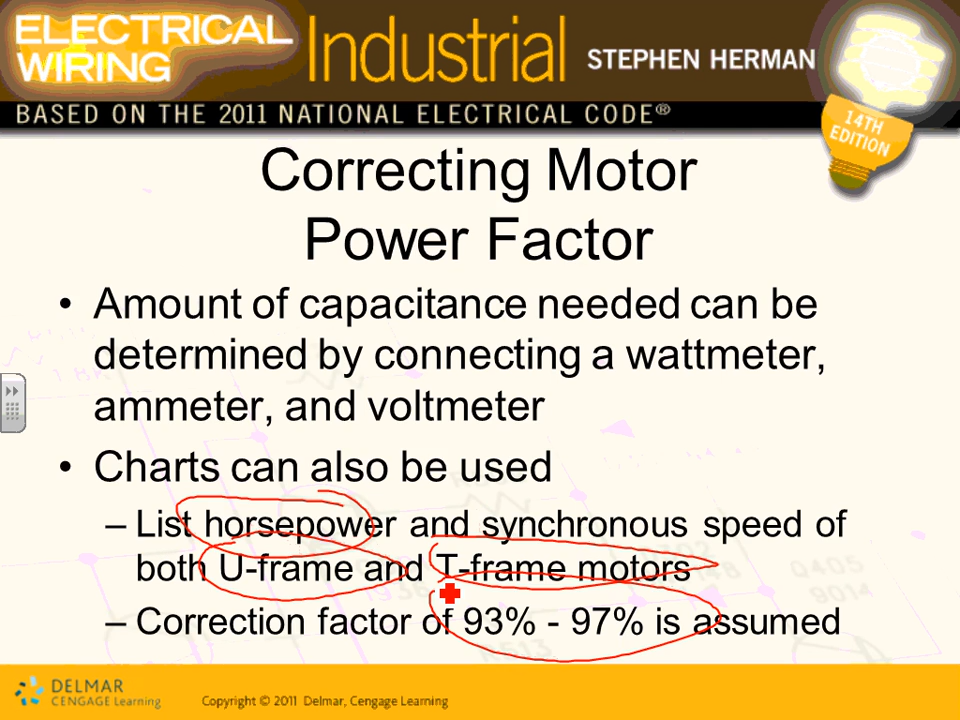 ELECTRICAL
WIRING
Industrial
STEPHEN HERMAN
BASED ON THE 2011 NATIONAL ELECTRICAL CODE®
14TH
EDITION
Correcting Motor
Power Factor
• Amount of capacitance needed can be
determined by connecting a wattmeter,
ammeter, and voltmeter
• Charts can also be used
– List horsepower and synchronous speed of
both U-frame and T-frame motors
– Correction factor of 93% - 97% is assumed
0405
9014
DELMAR
CENGAGE Learning
Copyright © 2011 Delmar, Cengage Learning